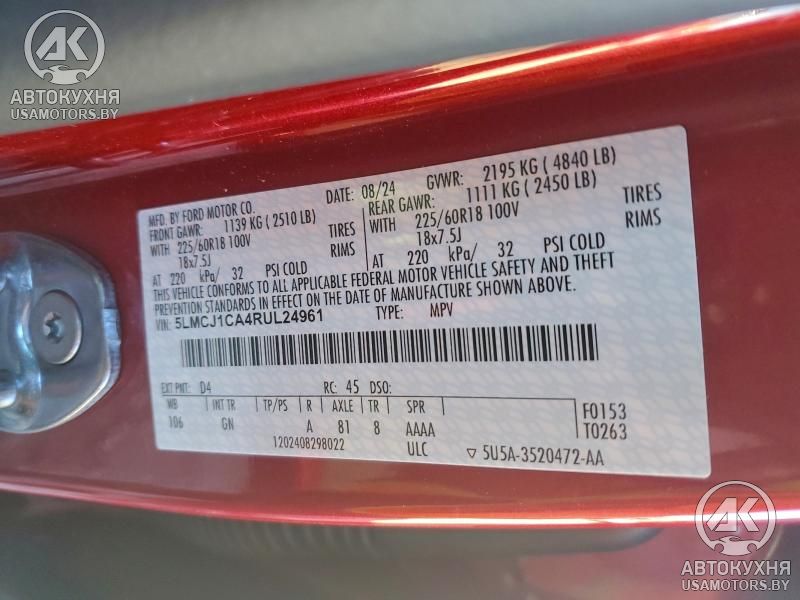 AK
АВТОКУХНЯ
USAMOTORS.BY
MFD. BY FORD MOTOR CO. DATE: 08/24 GVWR: 2195 KG ( 4840 LB)
FRONT GAWR: 1139 KG ( 2510 LB) REAR GAWR: 1111 KG ( 2450 LB)
WITH 225/60R18 100V TIRES WITH 225/60R18 100V TIRES
18x7.5J RIMS 18x7.5J RIMS
AT 220 kPa/ 32 PSI COLD AT 220 kPa/ 32 PSI COLD
THIS VEHICLE CONFORMS TO ALL APPLICABLE FEDERAL MOTOR VEHICLE SAFETY AND THEFT
PREVENTION STANDARDS IN EFFECT ON THE DATE OF MANUFACTURE SHOWN ABOVE.
VIN: 5LMCJ1CA4RUL24961 TYPE: MPV
EXT PNT: D4 RC: 45 DSO:
WB INT TR TP/PS R AXLE TR SPR
106 GN A 81 8 AAAA
F0153
T0263
1202408298022 ULC ▽ 5U5A-3520472-AA
AK
АВТОКУХНЯ
USAMOTORS.BY